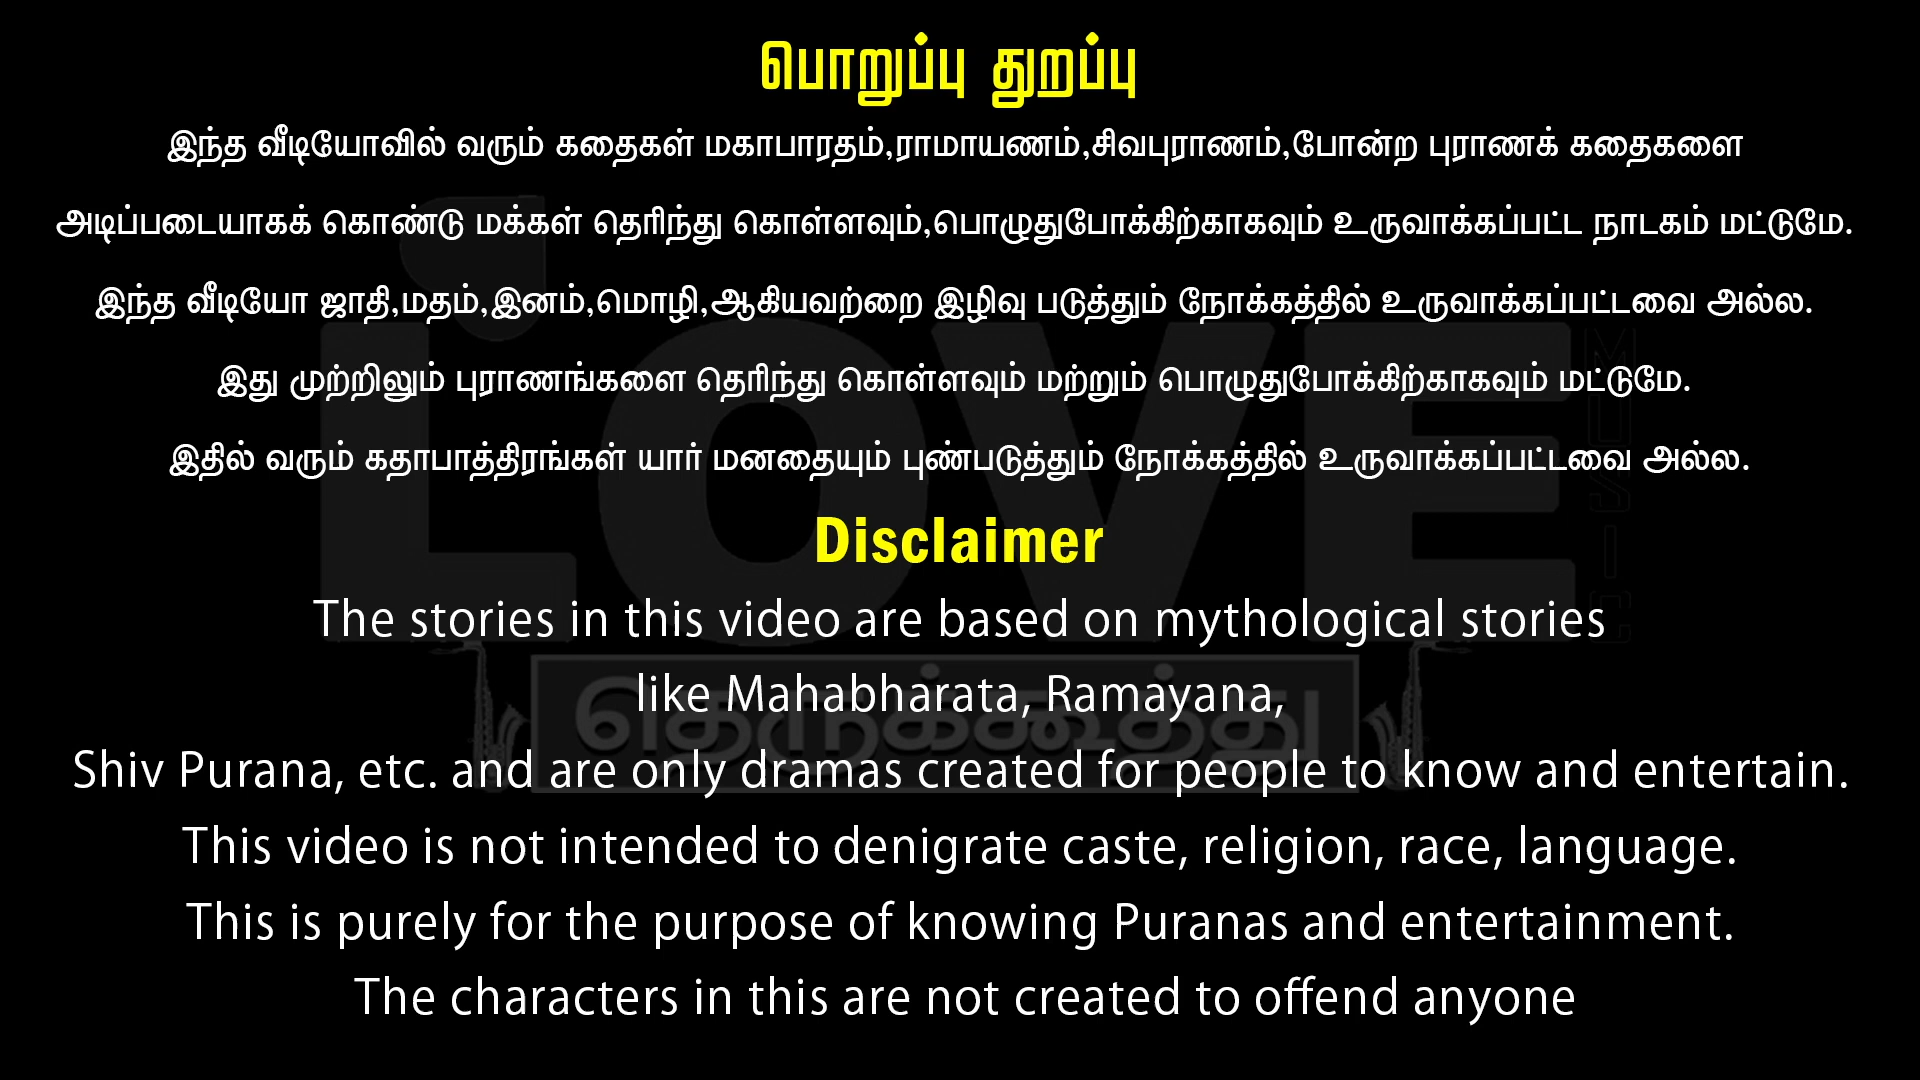 பொறுப்பு துறப்பு
இந்த வீடியோவில் வரும் கதைகள் மகாபாரதம்,ராமாயணம்,சிவபுராணம்,போன்ற புராணக் கதைகளை
அடிப்படையாகக் கொண்டு மக்கள் தெரிந்து கொள்ளவும்,பொழுதுபோக்கிற்காகவும் உருவாக்கப்பட்ட நாடகம் மட்டுமே.
இந்த வீடியோ ஜாதி,மதம்,இனம்,மொழி,ஆகியவற்றை இழிவு படுத்தும் நோக்கத்தில் உருவாக்கப்பட்டவை அல்ல.
இது முற்றிலும் புராணங்களை தெரிந்து கொள்ளவும் மற்றும் பொழுதுபோக்கிற்காகவும் மட்டுமே.
இதில் வரும் கதாபாத்திரங்கள் யார் மனதையும் புண்படுத்தும் நோக்கத்தில் உருவாக்கப்பட்டவை அல்ல.
LOVE
MUSIC
Disclaimer
The stories in this video are based on mythological stories
like Mahabharata, Ramayana,
தெருக்கூத்து
Shiv Purana, etc. and are only dramas created for people to know and entertain.
This video is not intended to denigrate caste, religion, race, language.
This is purely for the purpose of knowing Puranas and entertainment.
The characters in this are not created to offend anyone